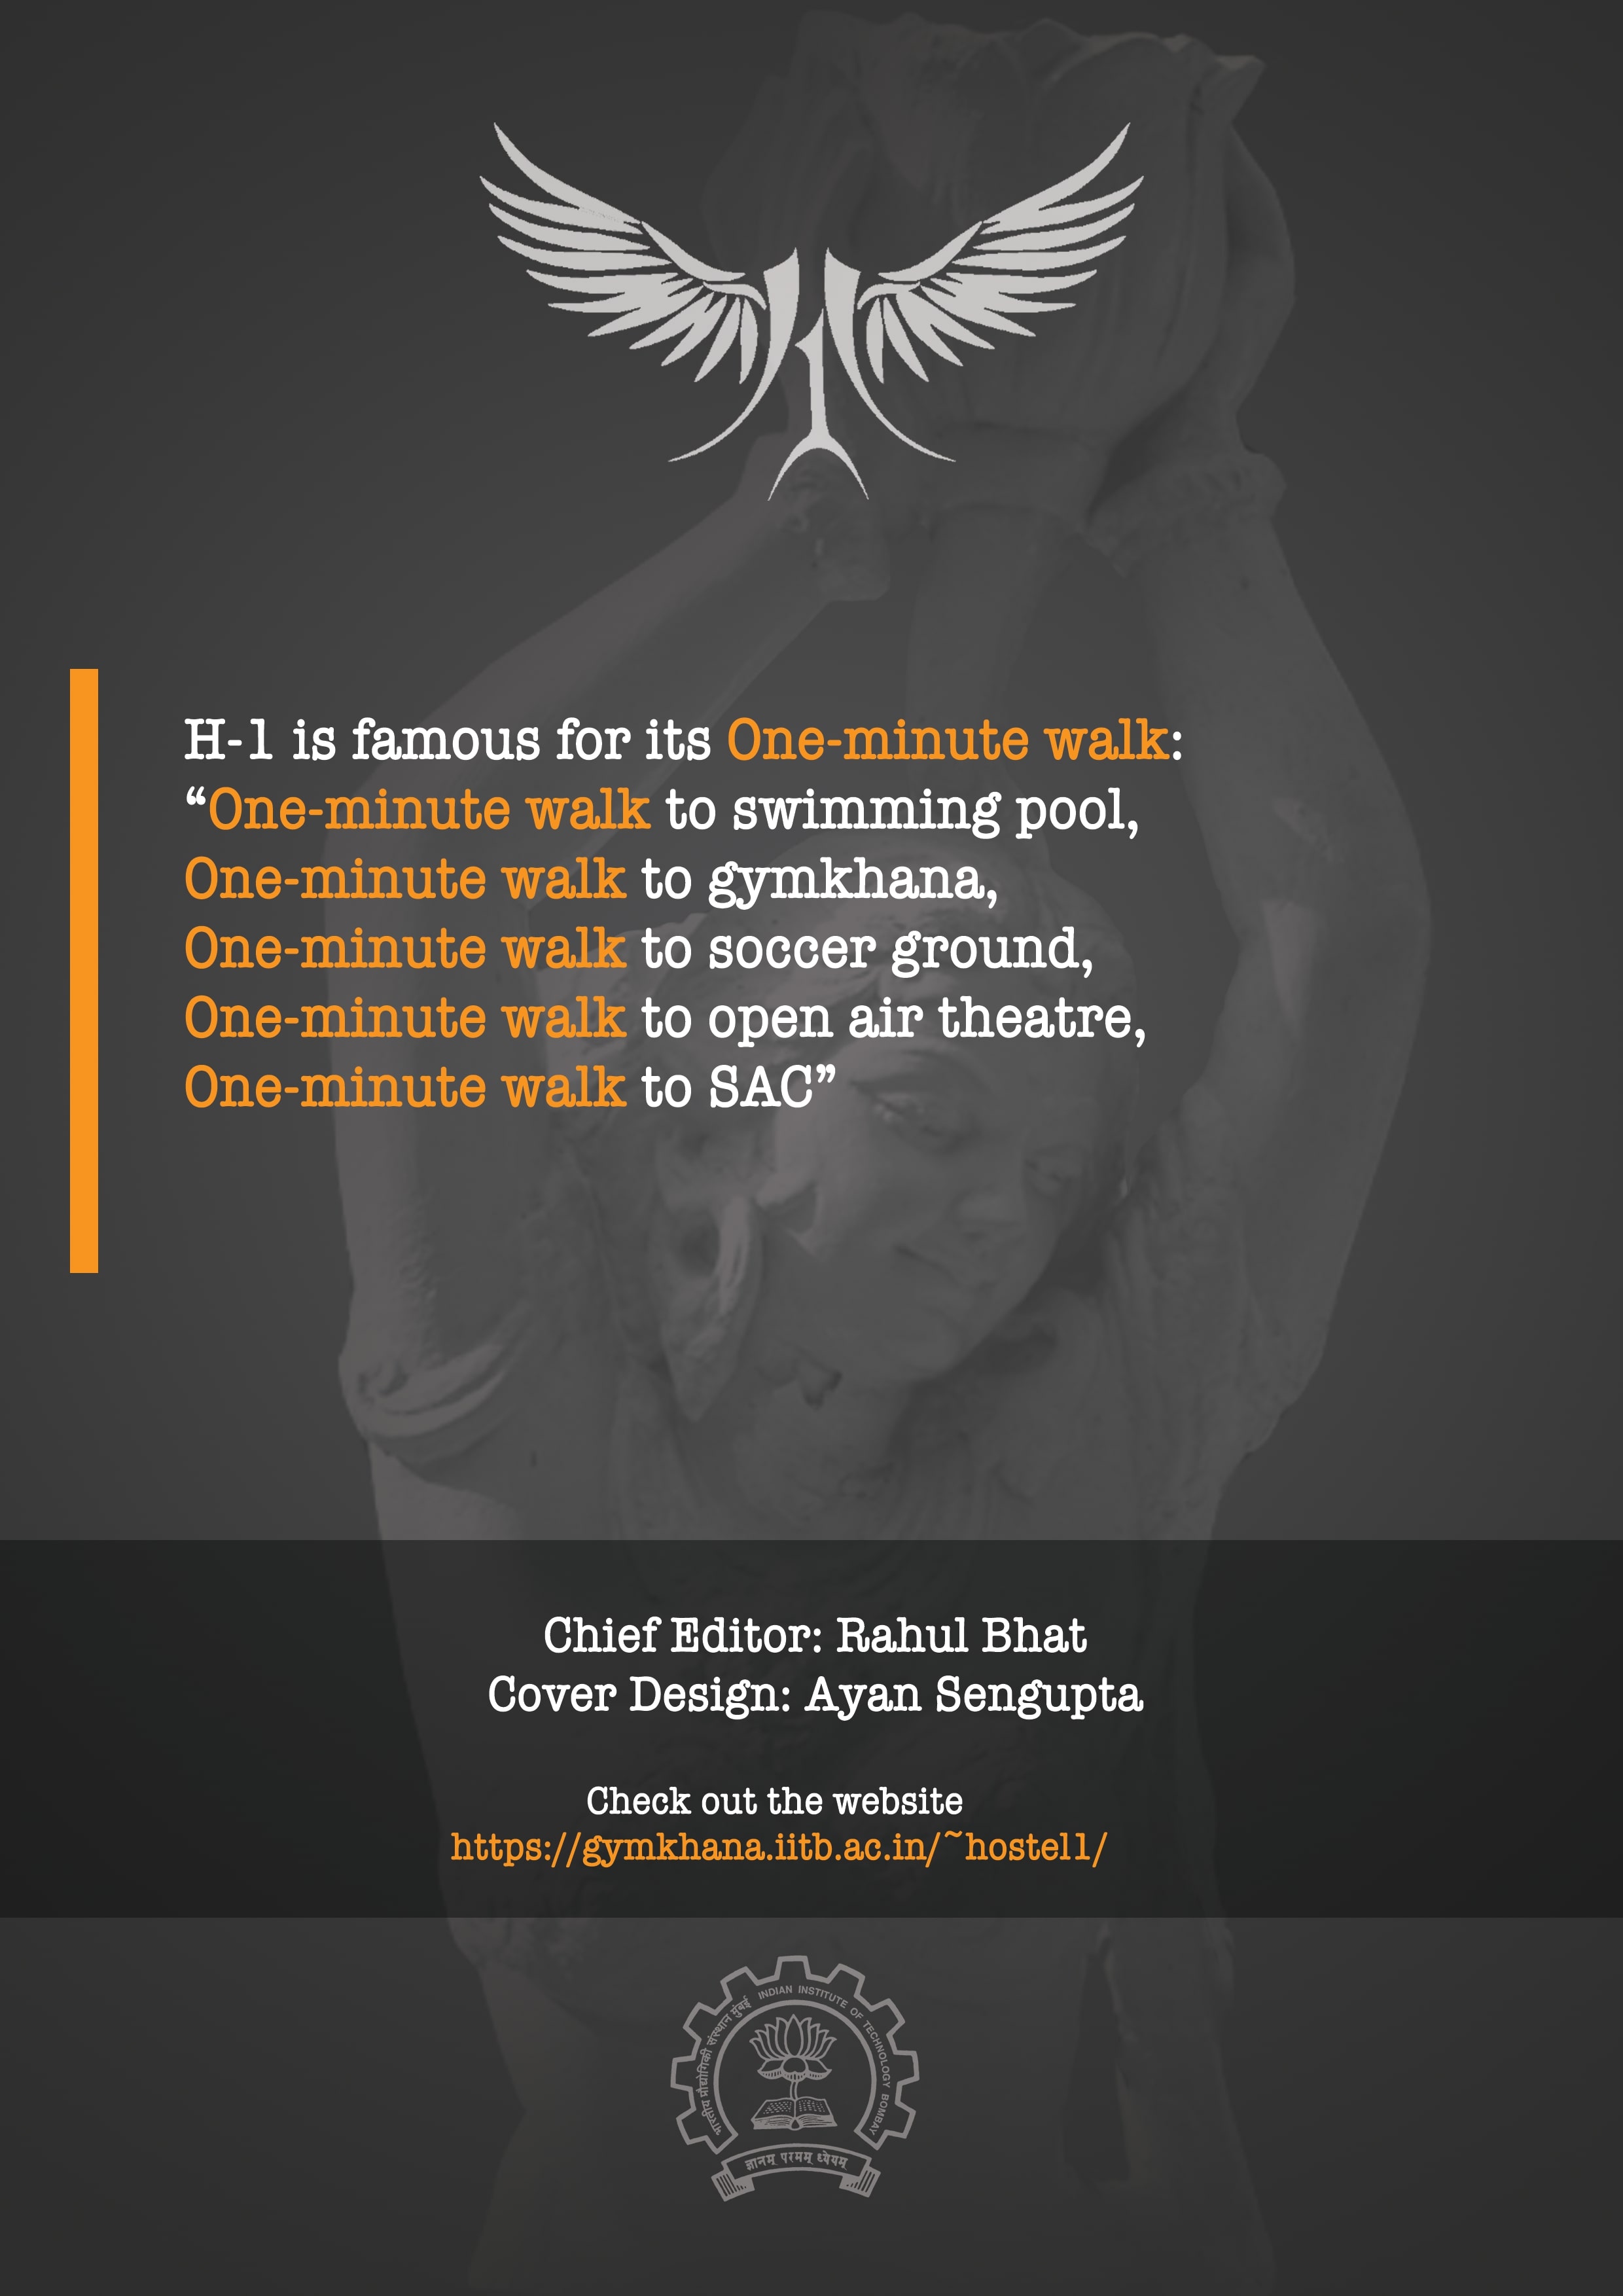 H1
H-1 is famous for its One-minute walk:
“One-minute walk to swimming pool,
One-minute walk to gymkhana,
One-minute walk to soccer ground,
One-minute walk to open air theatre,
One-minute walk to SAC”
Chief Editor: Rahul Bhat
Cover Design: Ayan Sengupta
Check out the website
https://gymkhana.iitb.ac.in/~hostel1/
भारतीय प्रौद्योगिकी संस्थान मुंबई INDIAN INSTITUTE OF TECHNOLOGY BOMBAY
ज्ञानम् परमम् ध्येयम्